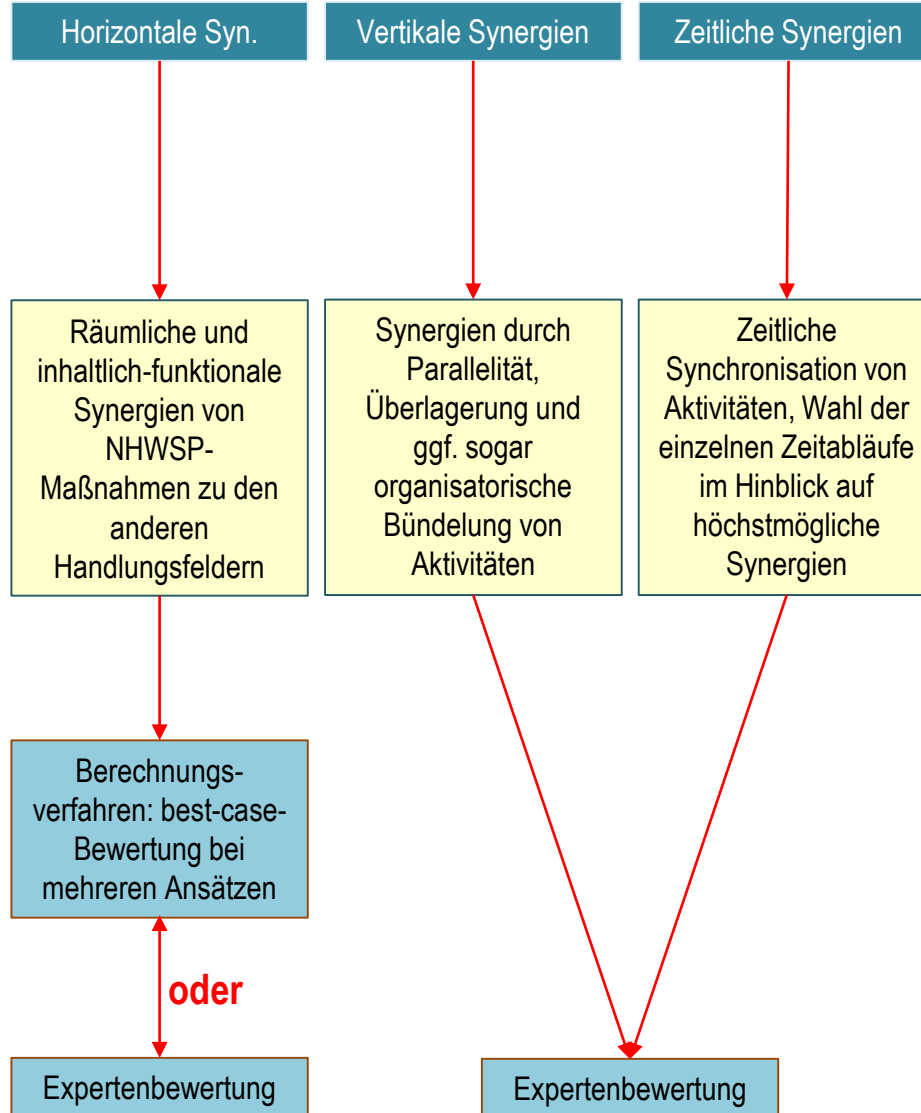 Horizontale Syn.
Vertikale Synergien
Zeitliche Synergien
Räumliche und
inhaltlich-funktionale
Synergien von
NHWSP-
Maßnahmen zu den
anderen
Handlungsfeldern
Synergien durch
Parallelität,
Überlagerung und
ggf. sogar
organisatorische
Bündelung von
Aktivitäten
Zeitliche
Synchronisation von
Aktivitäten, Wahl der
einzelnen Zeitabläufe
im Hinblick auf
höchstmögliche
Synergien
Berechnungs-
verfahren: best-case-
Bewertung bei
mehreren Ansätzen
oder
Expertenbewertung
Expertenbewertung